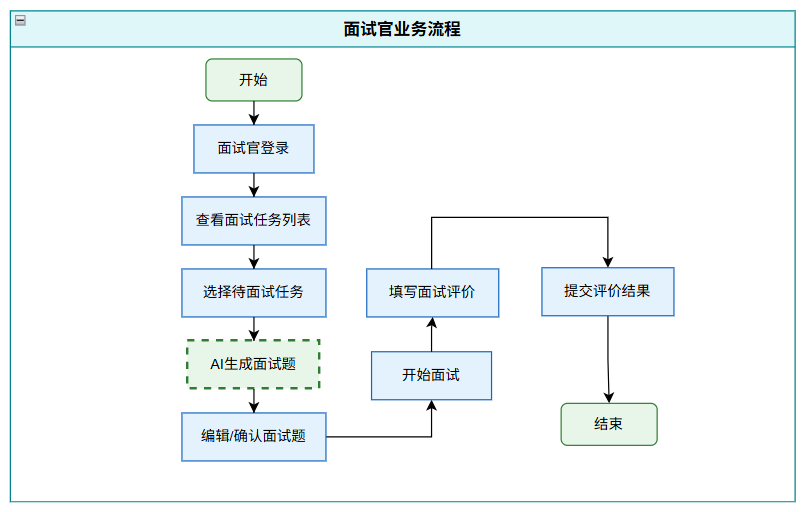 面试官业务流程
开始
面试官登录
查看面试任务列表
选择待面试任务
AI生成面试题
编辑/确认面试题
开始面试
填写面试评价
提交评价结果
结束